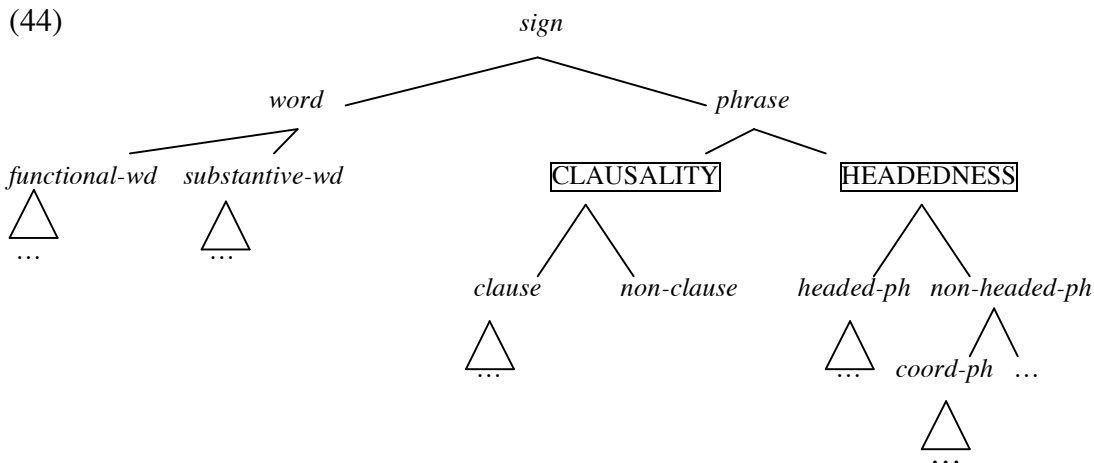 (44) sign
word phrase
functional-wd substantive-wd CLAUSALITY HEADEDNESS
… …
clause non-clause headed-ph non-headed-ph
… … coord-ph …
…